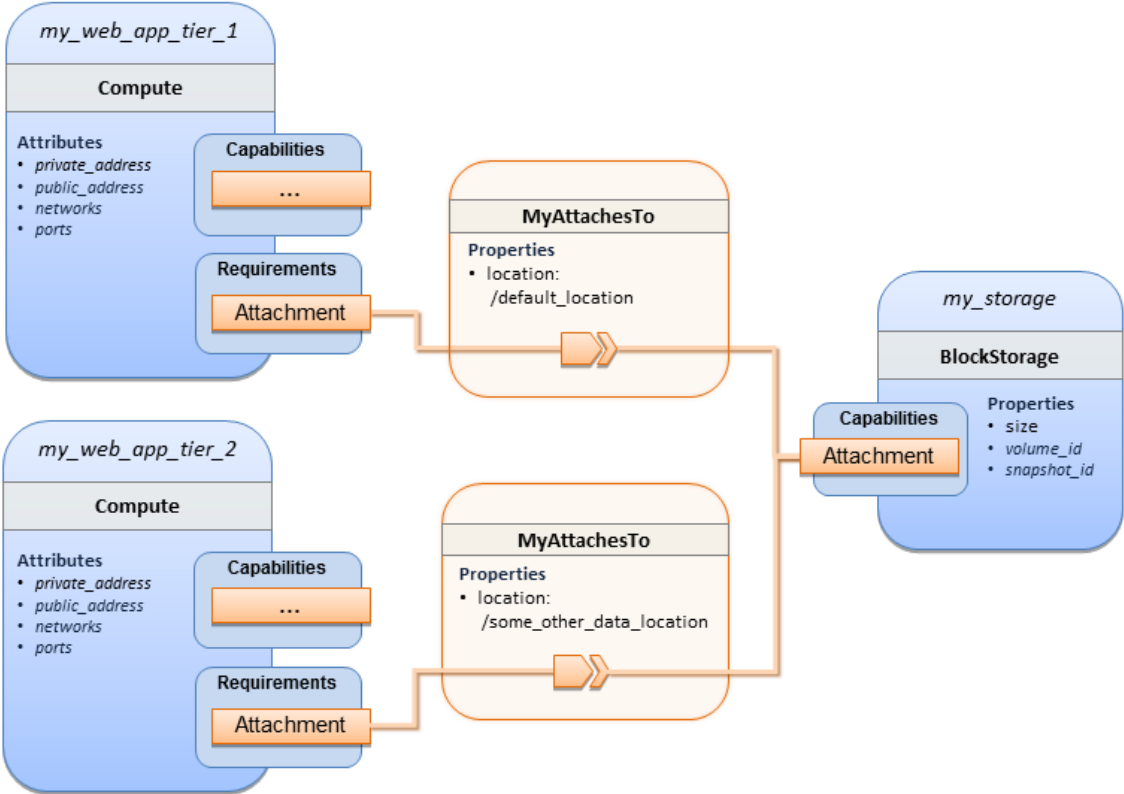 my_web_app_tier_1
Compute
Attributes
• private_address
• public_address
• networks
• ports
Capabilities
...
Requirements
Attachment
MyAttachesTo
Properties
• location:
/default_location
my_web_app_tier_2
Compute
Attributes
• private_address
• public_address
• networks
• ports
Capabilities
...
Requirements
Attachment
MyAttachesTo
Properties
• location:
/some_other_data_location
my_storage
BlockStorage
Capabilities
Attachment
Properties
• size
• volume_id
• snapshot_id